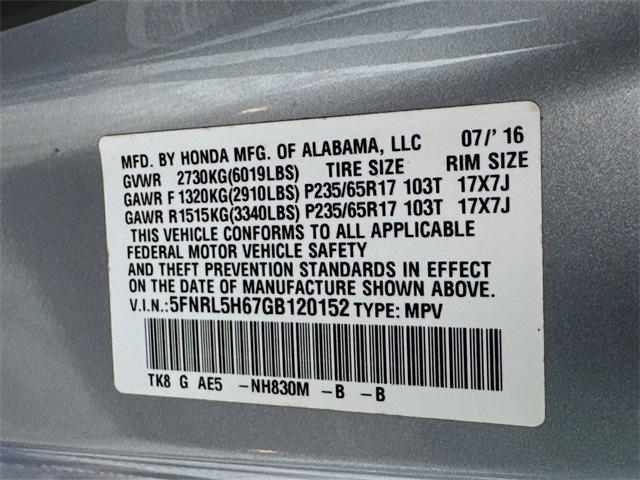 MFD. BY HONDA MFG. OF ALABAMA, LLC 07/' 16
GVWR 2730KG(6019LBS) TIRE SIZE RIM SIZE
GAWR F 1320KG(2910LBS) P235/65R17 103T 17X7J
GAWR R1515KG(3340LBS) P235/65R17 103T 17X7J
THIS VEHICLE CONFORMS TO ALL APPLICABLE
FEDERAL MOTOR VEHICLE SAFETY
AND THEFT PREVENTION STANDARDS IN EFFECT
ON THE DATE OF MANUFACTURE SHOWN ABOVE.
V.I.N.:5FNRL5H67GB120152 TYPE: MPV
TK8 G AE5 -NH830M -B -B